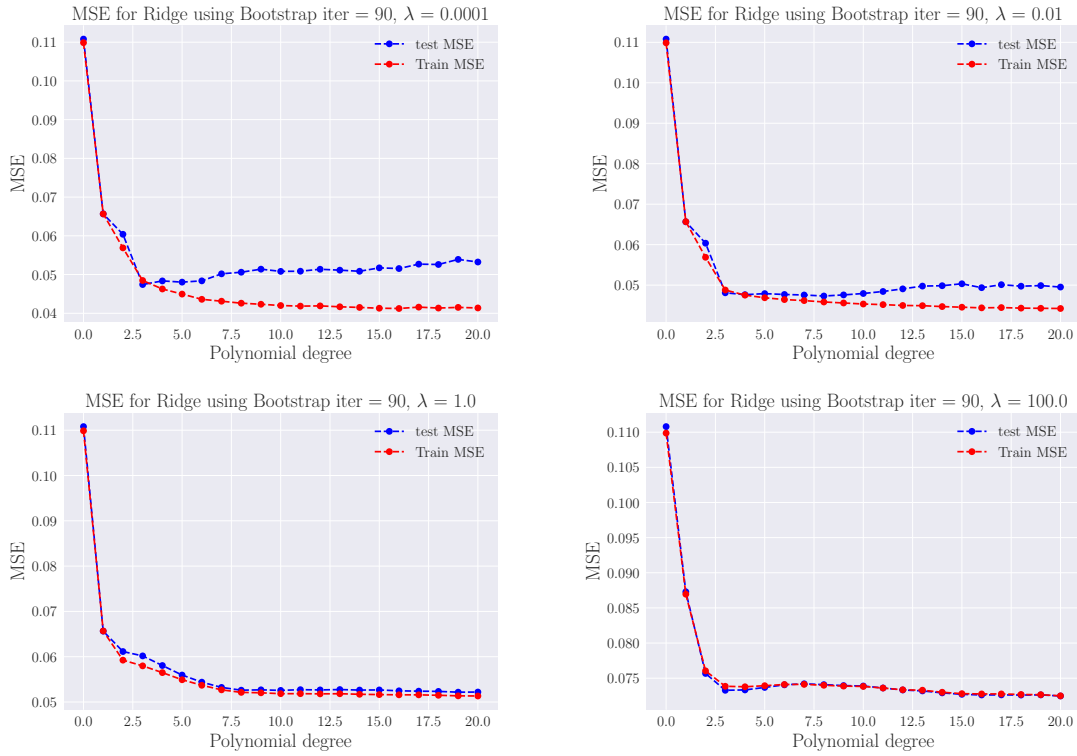 MSE for Ridge using Bootstrap iter = 90, λ = 0.0001
0.11
0.10
0.09
0.08
0.07
0.06
0.05
0.04
MSE
test MSE
Train MSE
0.0 2.5 5.0 7.5 10.0 12.5 15.0 17.5 20.0
Polynomial degree
MSE for Ridge using Bootstrap iter = 90, λ = 0.01
0.11
0.10
0.09
0.08
0.07
0.06
0.05
MSE
test MSE
Train MSE
0.0 2.5 5.0 7.5 10.0 12.5 15.0 17.5 20.0
Polynomial degree
MSE for Ridge using Bootstrap iter = 90, λ = 1.0
0.11
0.10
0.09
0.08
0.07
0.06
0.05
MSE
test MSE
Train MSE
0.0 2.5 5.0 7.5 10.0 12.5 15.0 17.5 20.0
Polynomial degree
MSE for Ridge using Bootstrap iter = 90, λ = 100.0
0.110
0.105
0.100
0.095
0.090
0.085
0.080
0.075
MSE
test MSE
Train MSE
0.0 2.5 5.0 7.5 10.0 12.5 15.0 17.5 20.0
Polynomial degree